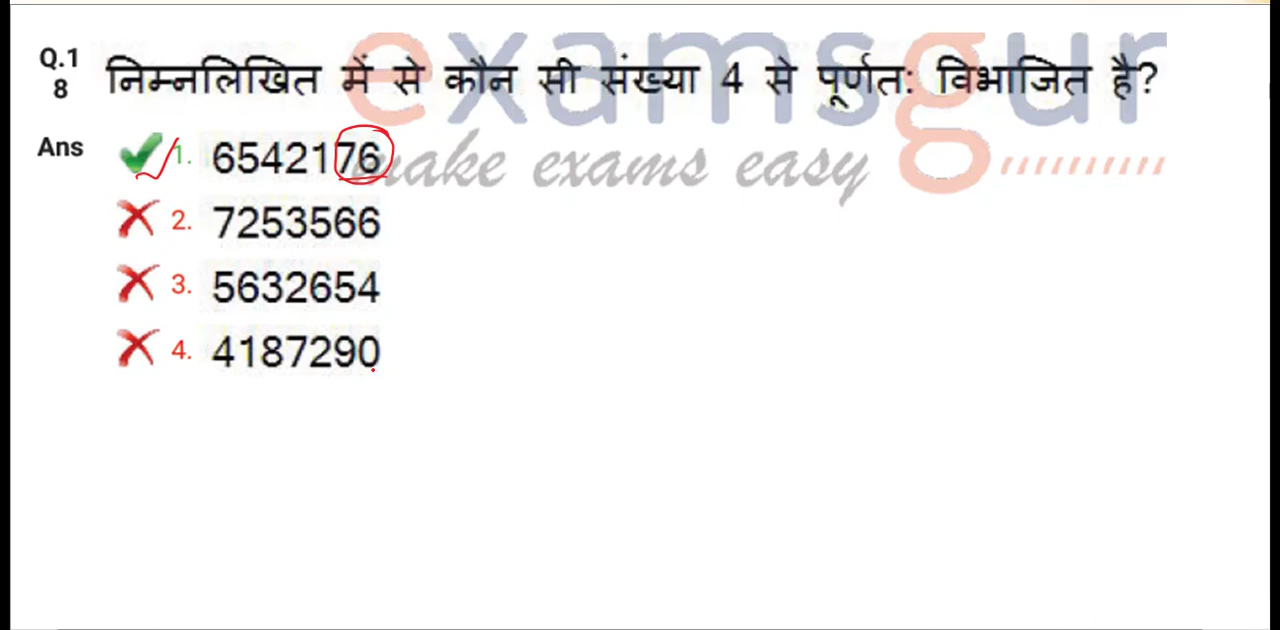 examsgur
Q.18 निम्नलिखित में से कौन सी संख्या 4 से पूर्णत: विभाजित है?
make exams easy
Ans 1. 6542176
2. 7253566
3. 5632654
4. 4187290